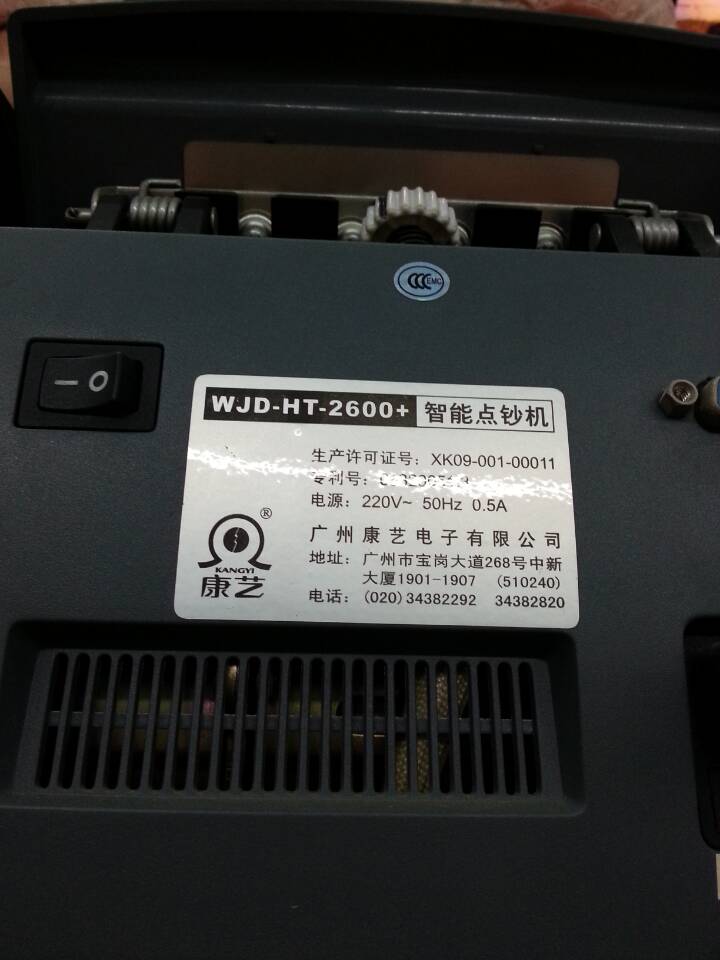 CCC EMC
WJD-HT-2600+ 智能点钞机
生产许可证号：XK09-001-00011
专利号：
电源：220V~ 50Hz 0.5A
®
KANGYI
康艺
广州康艺电子有限公司
地址：广州市宝岗大道268号中新
大厦1901-1907 (510240)
电话：(020)34382292 34382820